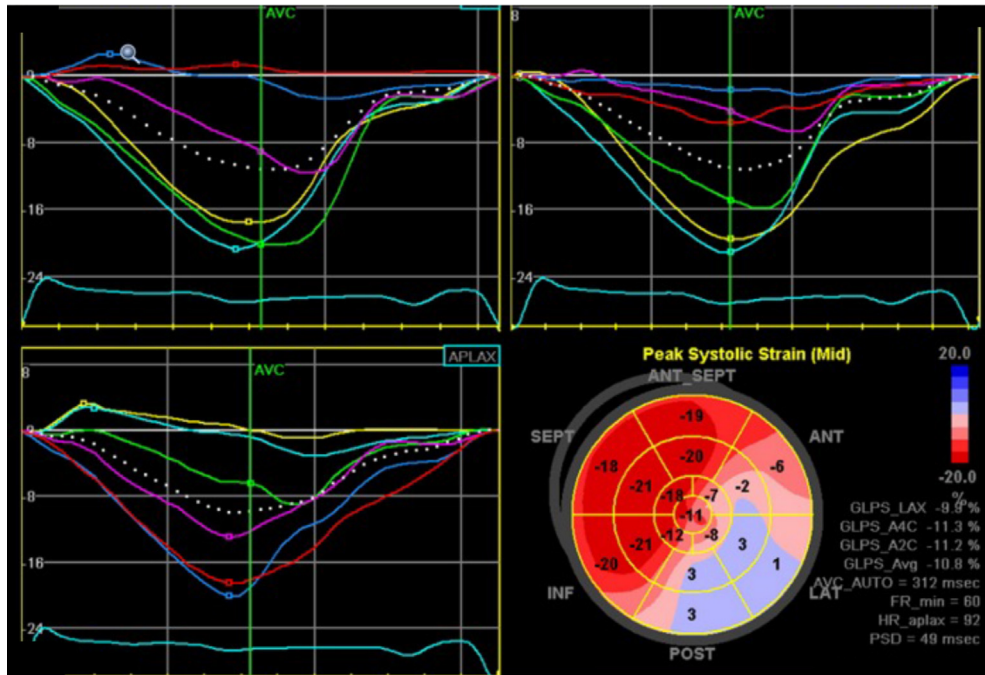 AVC
0
-8
-16
-24
8
AVC
0
-8
-16
-24
8
AVC
APLAX
0
-8
-16
-24
Peak Systolic Strain (Mid)
20.0
-20.0
%
ANT_SEPT
SEPT
ANT
INF
LAT
POST
-19
-18
-6
-20
-21
-2
-18
-7
-11
-21
-12
-8
3
-20
3
1
3
GLPS_LAX -9.9 %
GLPS_A4C -11.3 %
GLPS_A2C -11.2 %
GLPS_Avg -10.8 %
AVC_AUTO = 312 msec
FR_min = 60
HR_aplax = 92
PSD = 49 msec